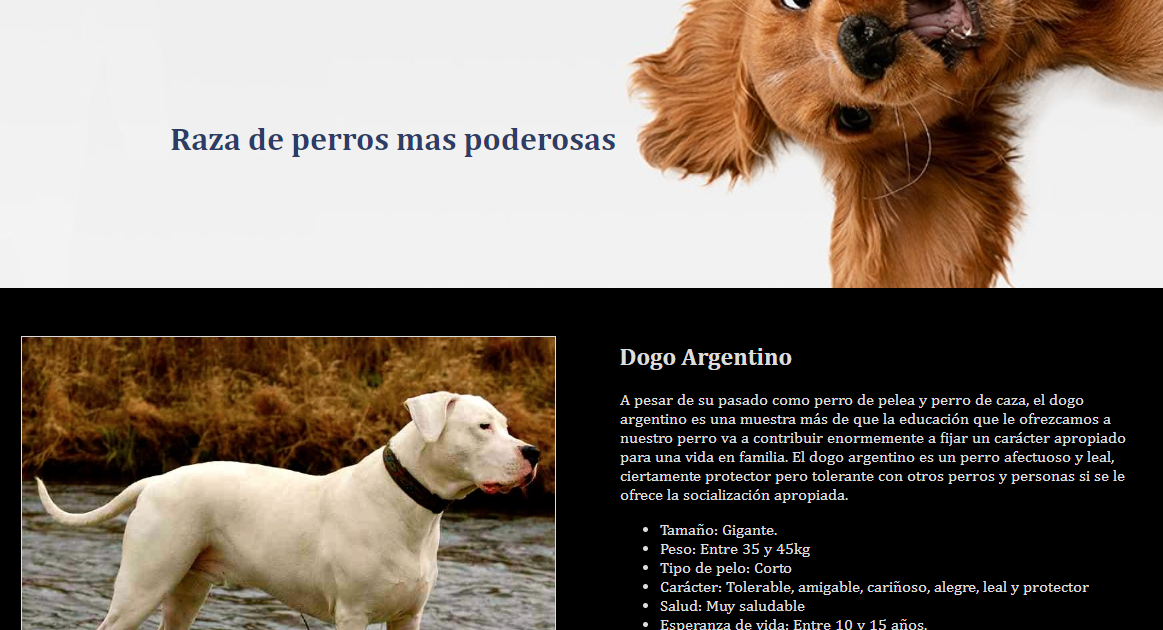 Raza de perros mas poderosas
Dogo Argentino
A pesar de su pasado como perro de pelea y perro de caza, el dogo
argentino es una muestra más de que la educación que le ofrezcamos a
nuestro perro va a contribuir enormemente a fijar un carácter apropiado
para una vida en familia. El dogo argentino es un perro afectuoso y leal,
ciertamente protector pero tolerante con otros perros y personas si se le
ofrece la socialización apropiada.
• Tamaño: Gigante.
• Peso: Entre 35 y 45kg
• Tipo de pelo: Corto
• Carácter: Tolerable, amigable, cariñoso, alegre, leal y protector
• Salud: Muy saludable
• Esperanza de vida: Entre 10 y 15 años.